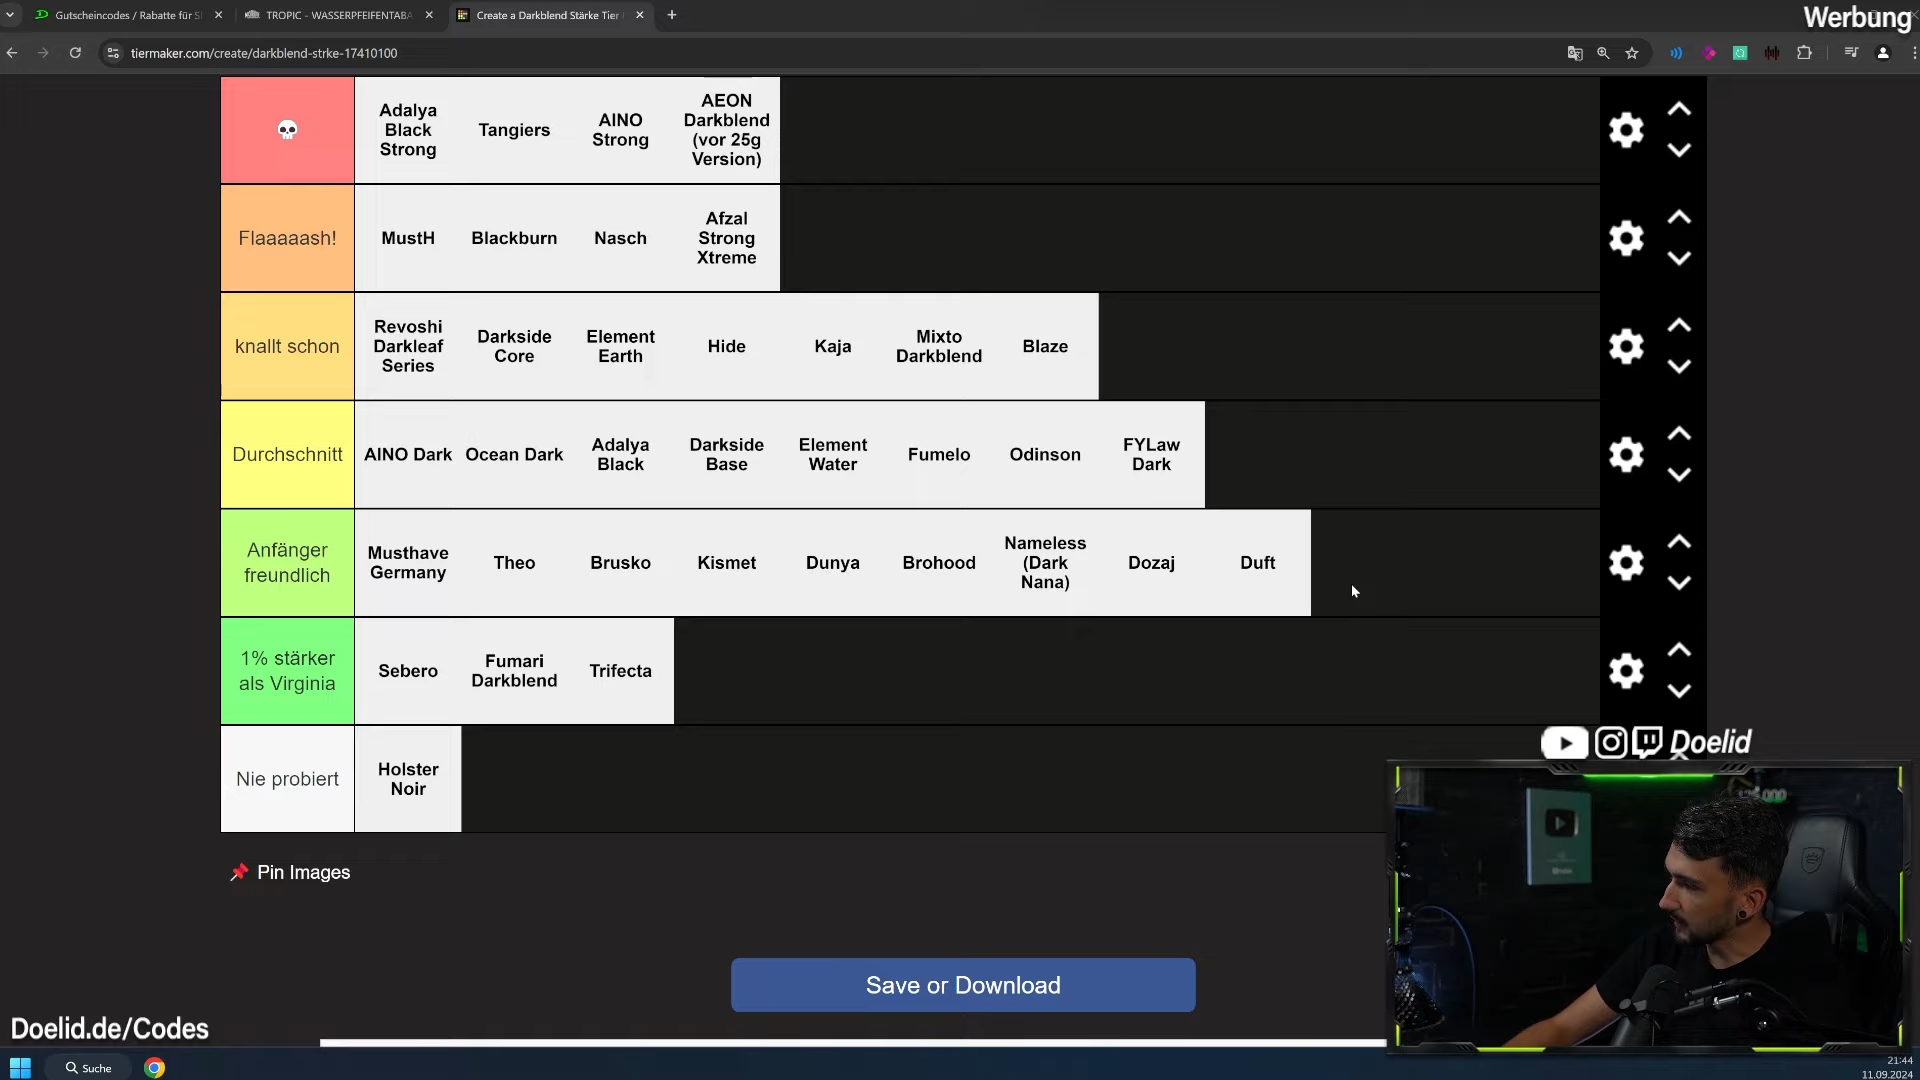 Gutscheincodes / Rabatte für S
TROPIC - WASSERPFEIFENTABA
Create a Darkblend Stärke Tier
Werbung
tiermaker.com/create/darkblend-strke-17410100
Adalya
Black
Strong
Tangiers
AINO
Strong
AEON
Darkblend
(vor 25g
Version)
Flaaaaash!
MustH
Blackburn
Nasch
Afzal
Strong
Xtreme
knallt schon
Revoshi
Darkleaf
Series
Darkside
Core
Element
Earth
Hide
Kaja
Mixto
Darkblend
Blaze
Durchschnitt
AINO Dark
Ocean Dark
Adalya
Black
Darkside
Base
Element
Water
Fumelo
Odinson
FYLaw
Dark
Anfänger
freundlich
Musthave
Germany
Theo
Brusko
Kismet
Dunya
Brohood
Nameless
(Dark
Nana)
Dozaj
Duft
1% stärker
als Virginia
Sebero
Fumari
Darkblend
Trifecta
Nie probiert
Holster
Noir
Doelid
Pin Images
Save or Download
Doelid.de/Codes
Suche
21:44
11.09.2024